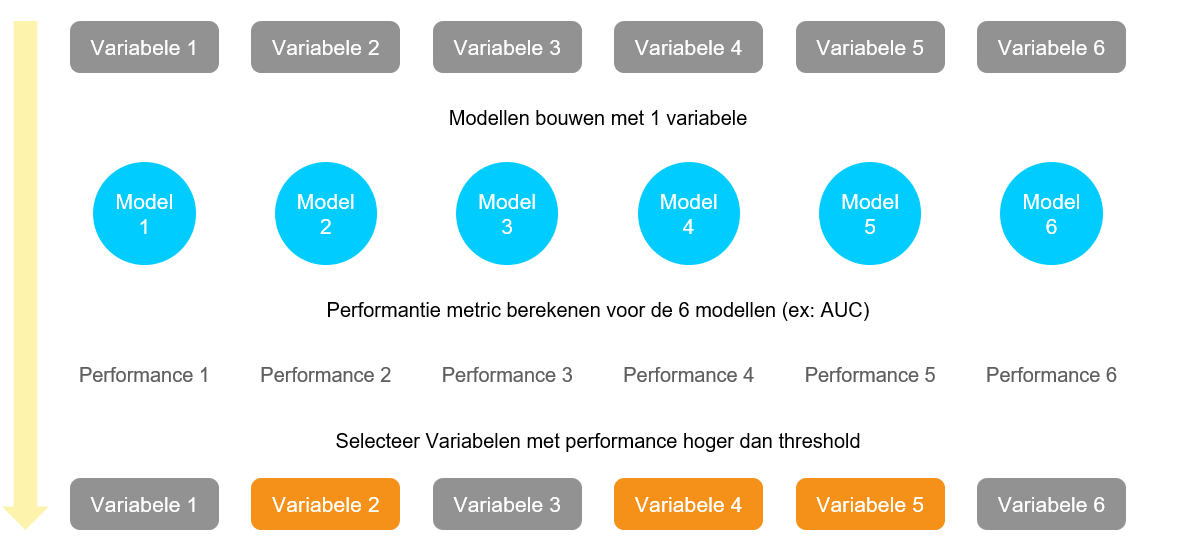 Variabele 1 Variabele 2 Variabele 3 Variabele 4 Variabele 5 Variabele 6
Modellen bouwen met 1 variabele
Model Model Model Model Model Model
1 2 3 4 5 6
Performantie metric berekenen voor de 6 modellen (ex: AUC)
Performance 1 Performance 2 Performance 3 Performance 4 Performance 5 Performance 6
Selecteer Variabelen met performance hoger dan threshold
Variabele 1 Variabele 2 Variabele 3 Variabele 4 Variabele 5 Variabele 6